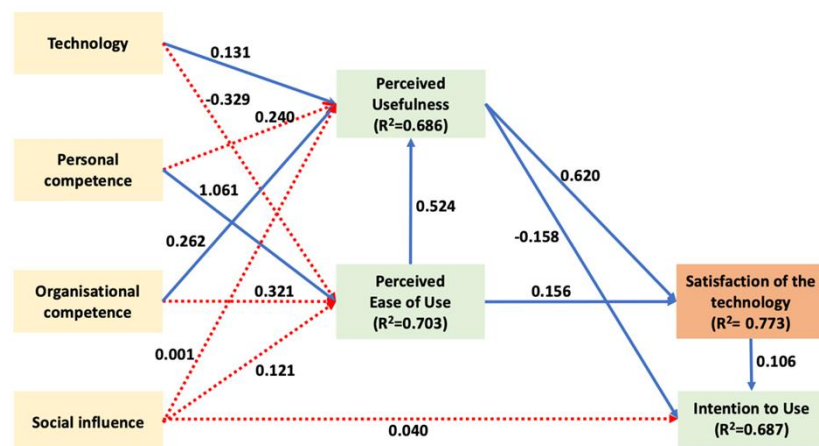 Technology
0.131
-0.329
Perceived
Usefulness
(R²=0.686)
0.240
Personal
competence
1.061
0.620
0.524
-0.158
0.262
Organisational
competence
0.321
Perceived
Ease of Use
(R²=0.703)
0.156
Satisfaction of the
technology
(R²= 0.773)
0.001
0.121
0.106
Social influence
0.040
Intention to Use
(R²=0.687)